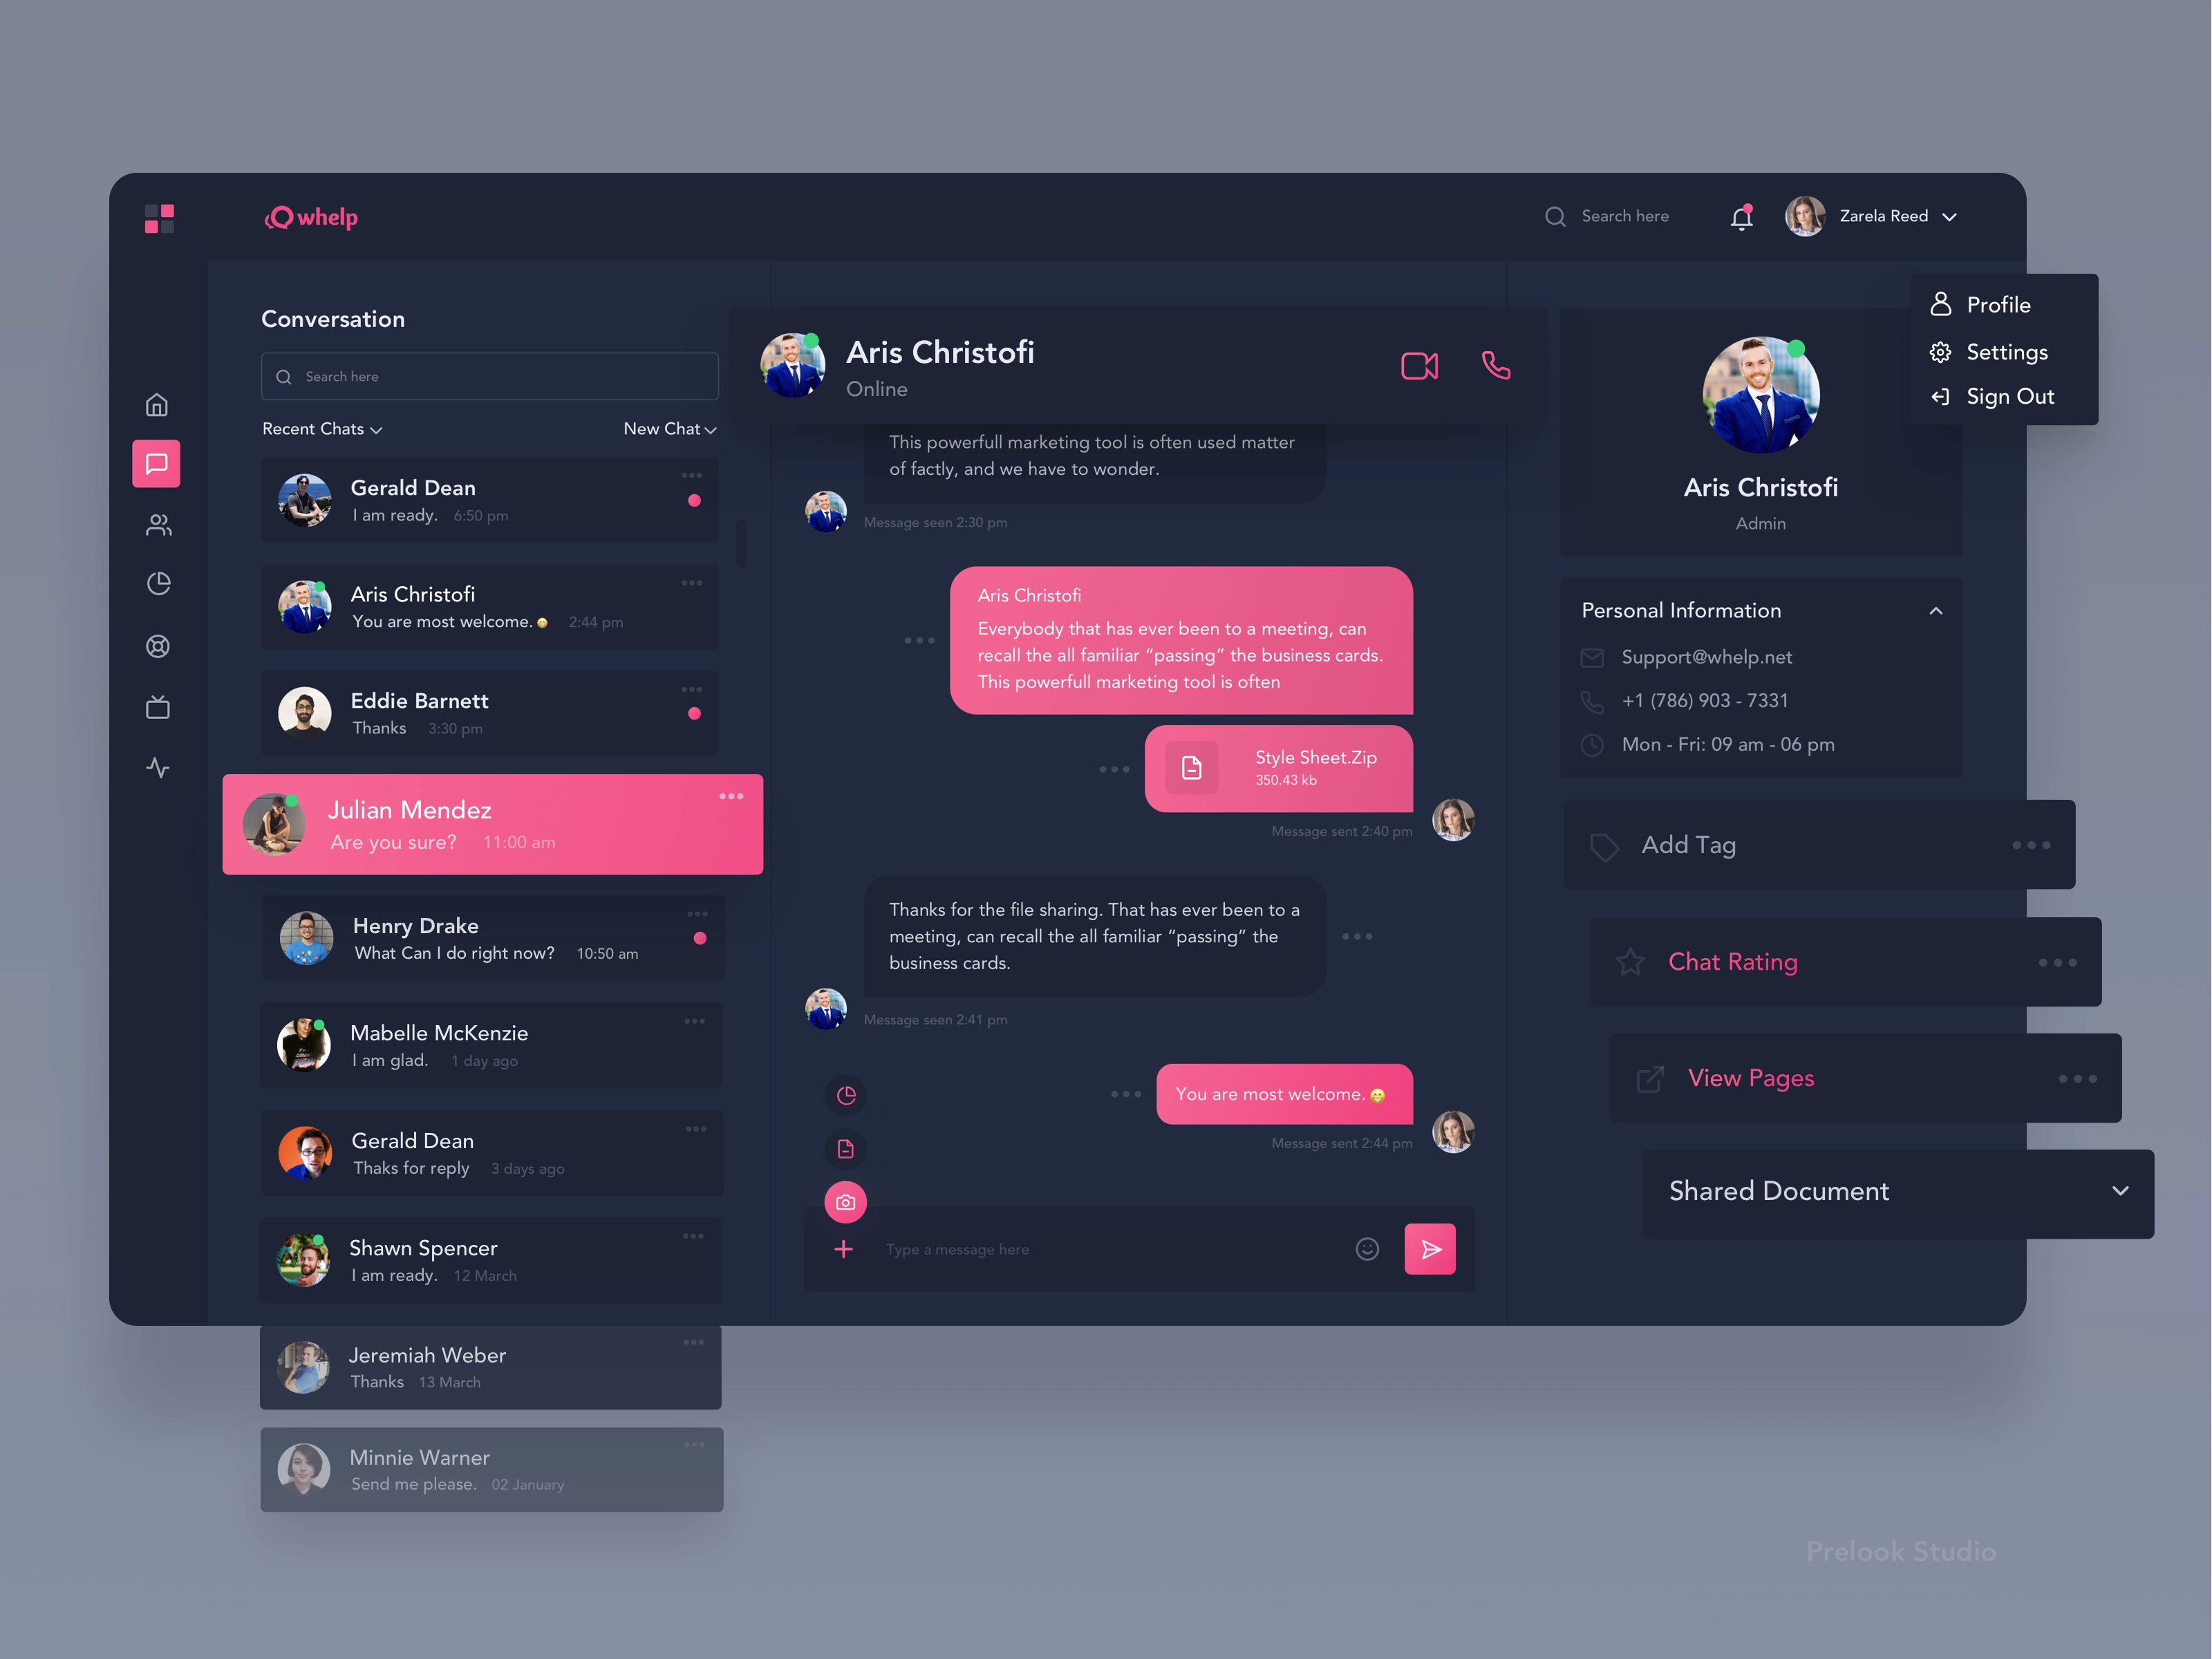 whelp
Search here
Zarela Reed
Profile
Settings
Sign Out
Conversation
Search here
Recent Chats
New Chat
Gerald Dean
I am ready. 6:50 pm
Aris Christofi
You are most welcome.😁 2:44 pm
Eddie Barnett
Thanks 3:30 pm
Julian Mendez
Are you sure? 11:00 am
Henry Drake
What Can I do right now? 10:50 am
Mabelle McKenzie
I am glad. 1 day ago
Gerald Dean
Thaks for reply 3 days ago
Shawn Spencer
I am ready. 12 March
Jeremiah Weber
Thanks 13 March
Minnie Warner
Send me please. 02 January
Aris Christofi
Online
This powerfull marketing tool is often used matter
of factly, and we have to wonder.
Message seen 2:30 pm
Aris Christofi
Everybody that has ever been to a meeting, can
recall the all familiar “passing” the business cards.
This powerfull marketing tool is often
Style Sheet.Zip
350.43 kb
Message sent 2:40 pm
Thanks for the file sharing. That has ever been to a
meeting, can recall the all familiar “passing” the
business cards.
Message seen 2:41 pm
You are most welcome.😁
Message sent 2:44 pm
Type a message here
Aris Christofi
Admin
Personal Information
Support@whelp.net
+1 (786) 903 - 7331
Mon - Fri: 09 am - 06 pm
Add Tag
Chat Rating
View Pages
Shared Document
Prelook Studio